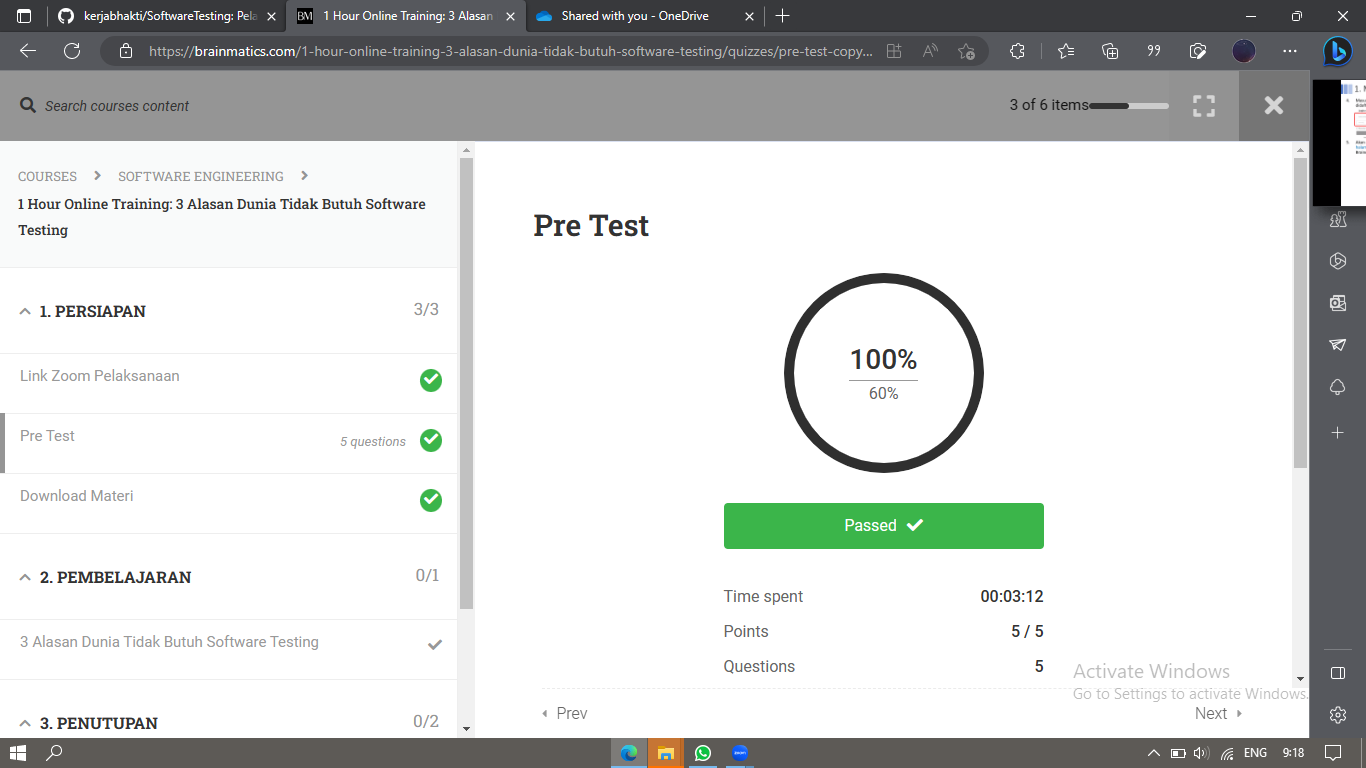 kerjabhakti/SoftwareTesting: Pela
BM 1 Hour Online Training: 3 Alasan
Shared with you - OneDrive
https://brainmatics.com/1-hour-online-training-3-alasan-dunia-tidak-butuh-software-testing/quizzes/pre-test-copy...
Search courses content
3 of 6 items
COURSES SOFTWARE ENGINEERING
1 Hour Online Training: 3 Alasan Dunia Tidak Butuh Software
Testing
1. PERSIAPAN 3/3
Link Zoom Pelaksanaan
Pre Test 5 questions
Download Materi
2. PEMBELAJARAN 0/1
3 Alasan Dunia Tidak Butuh Software Testing
3. PENUTUPAN 0/2
Pre Test
100%
60%
Passed
Time spent 00:03:12
Points 5 / 5
Questions 5
Activate Windows
Go to Settings to activate Windows.
Prev Next
ENG 9:18